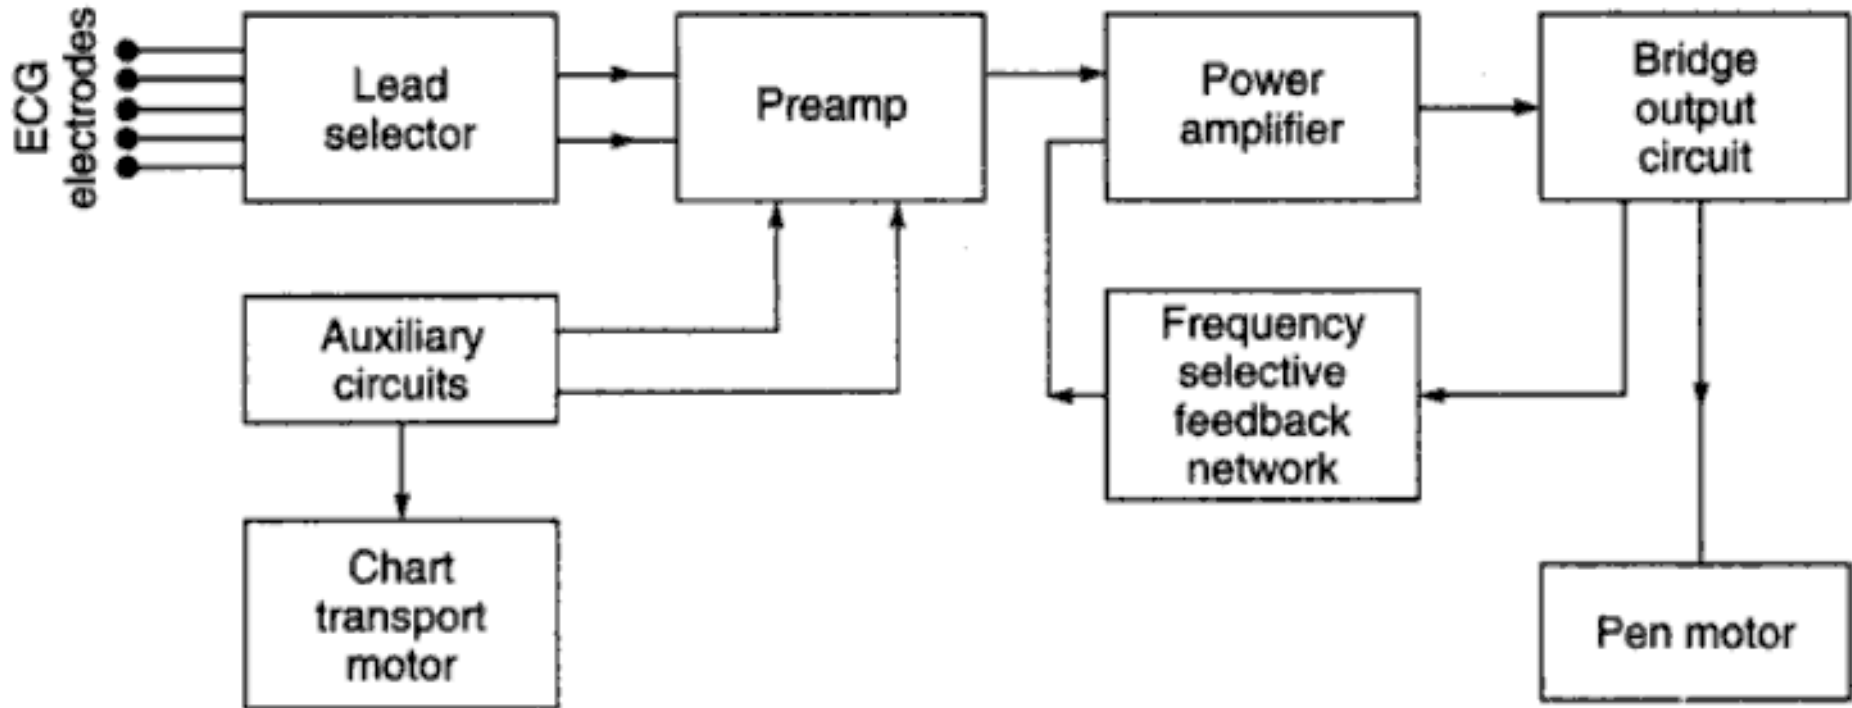 ECG
electrodes
Lead
selector
Preamp
Power
amplifier
Bridge
output
circuit
Auxiliary
circuits
Frequency
selective
feedback
network
Chart
transport
motor
Pen motor